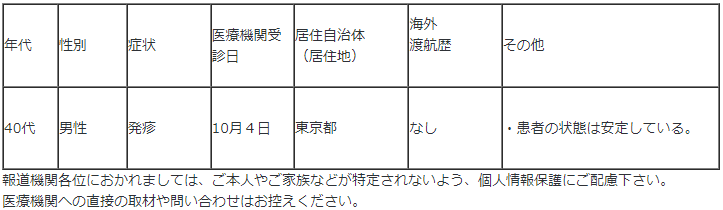 年代 性別 症状 医療機関受診日 居住自治体（居住地） 海外渡航歴 その他
40代 男性 発疹 10月４日 東京都 なし ・患者の状態は安定している。
報道機関各位におかれましては、ご本人やご家族などが特定されないよう、個人情報保護にご配慮下さい。
医療機関への直接の取材や問い合わせはお控えください。